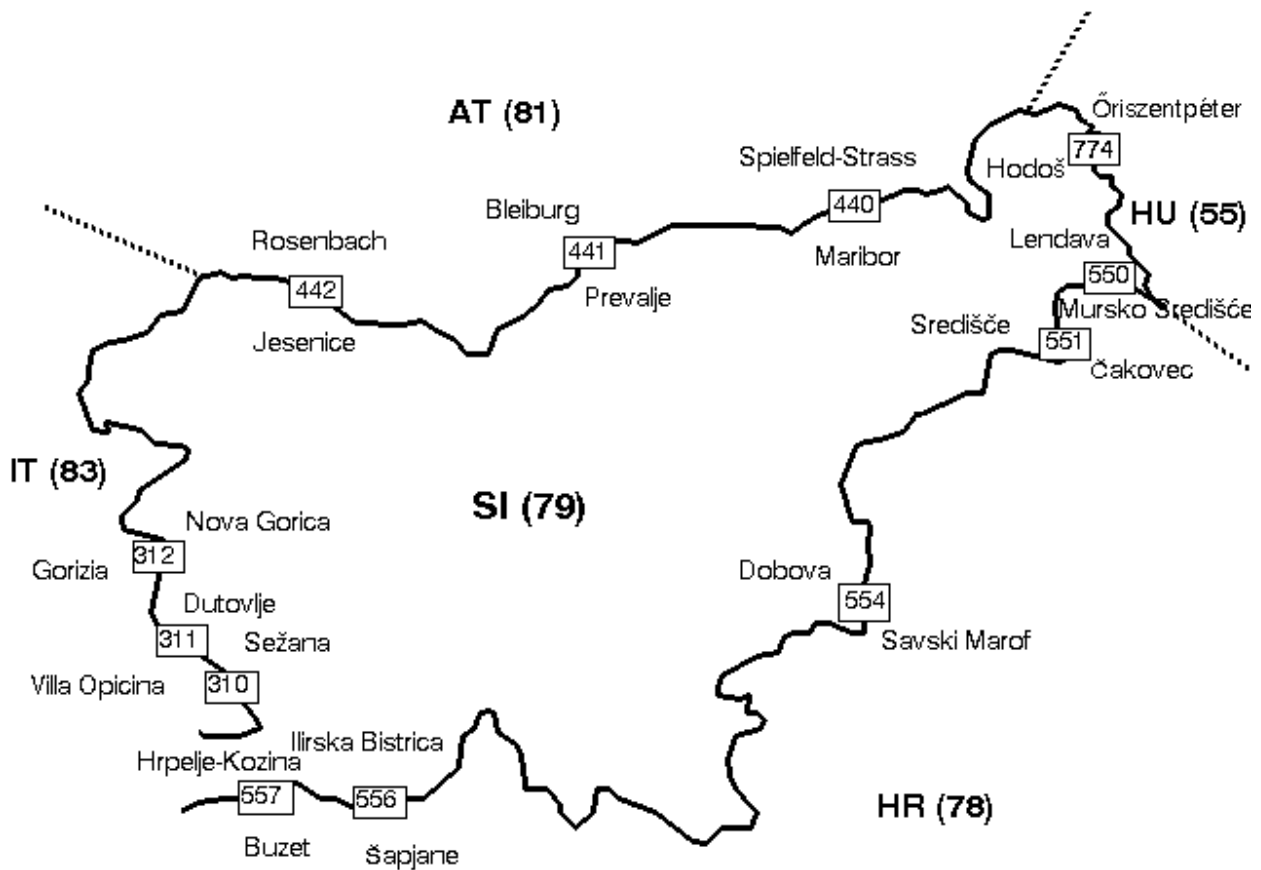 AT (81)
Őriszentpéter
774
Hodoš
Spielfeld-Strass
440
Maribor
HU (55)
Bleiburg
441
Prevalje
Rosenbach
442
Jesenice
Lendava
550
Mursko Središće
Središče
551
Čakovec
IT (83)
SI (79)
Nova Gorica
312
Gorizia
Dutovlje
311
Sežana
Villa Opicina
310
Dobova
554
Savski Marof
Ilirska Bistrica
Hrpelje-Kozina
557
556
Buzet
Šapjane
HR (78)